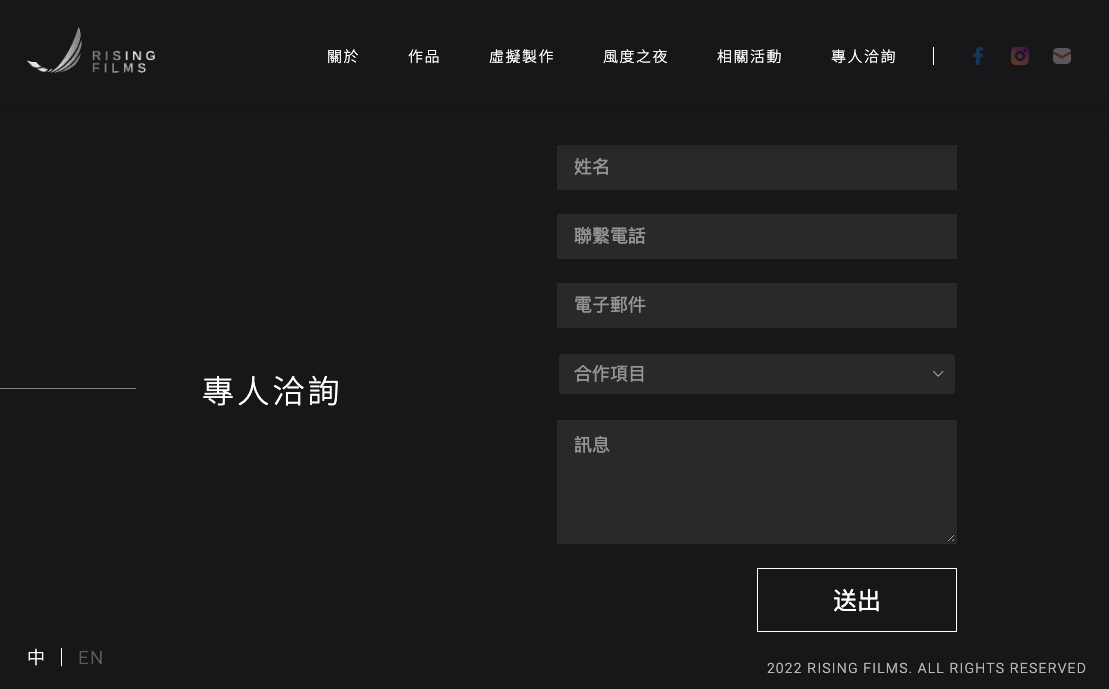 RISING
FILMS
關於
作品
虛擬製作
風度之夜
相關活動
專人洽詢
姓名
聯繫電話
電子郵件
合作項目
訊息
專人洽詢
送出
中 | EN
2022 RISING FILMS. ALL RIGHTS RESERVED